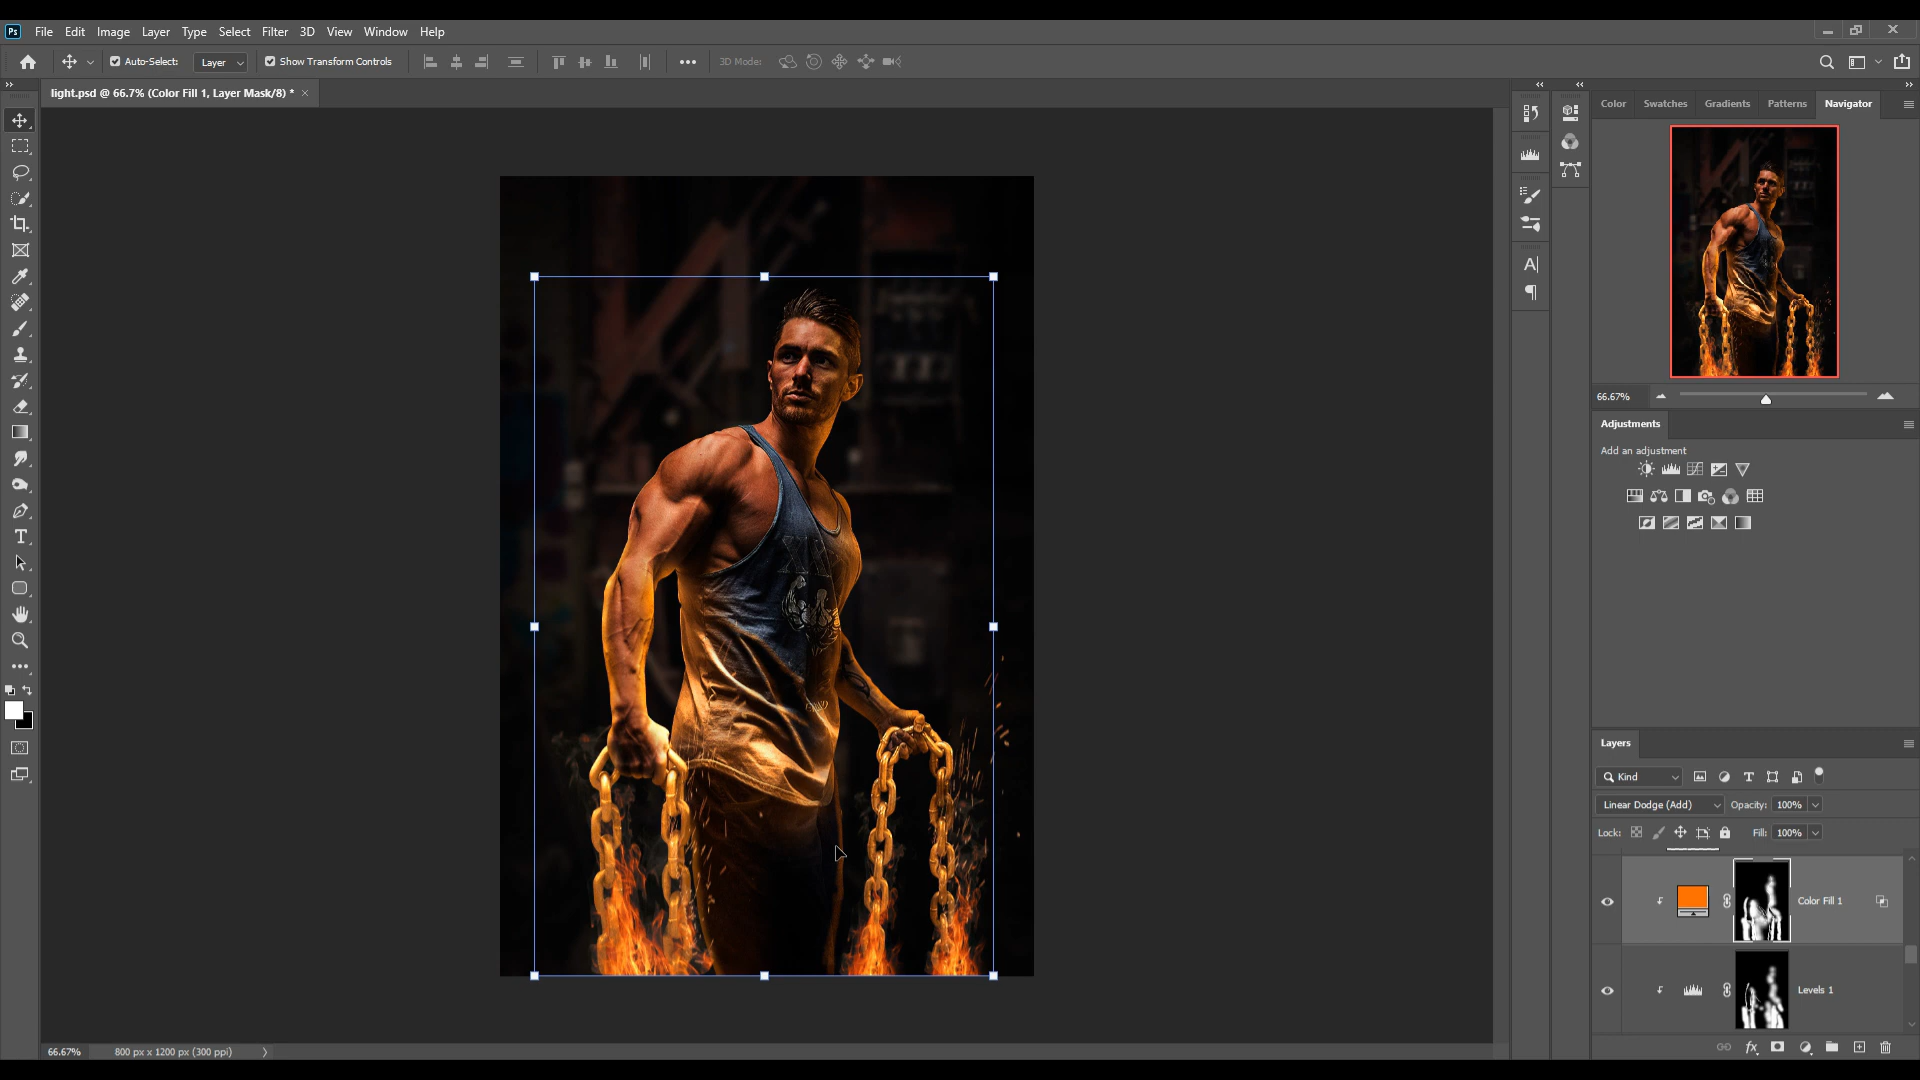 Ps File Edit Image Layer Type Select Filter 3D View Window Help
Auto-Select: Layer Show Transform Controls 3D Mode:
light.psd @ 66.7% (Color Fill 1, Layer Mask/8) *
Color Swatches Gradients Patterns Navigator
66.67%
Adjustments
Add an adjustment
Layers
Kind
Linear Dodge (Add) Opacity: 100%
Lock: Fill: 100%
Color Fill 1
Levels 1
66.67% 800 px x 1200 px (300 ppi)